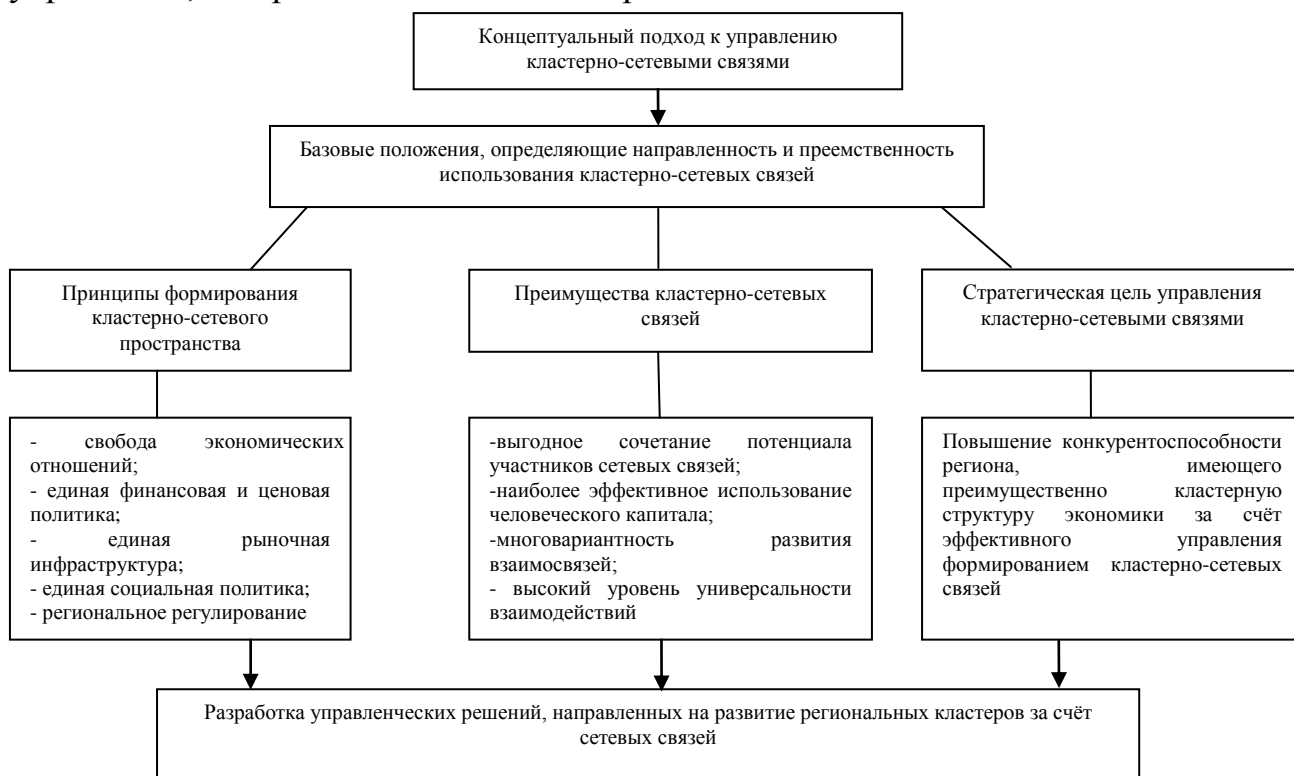 Концептуальный подход к управлению
кластерно-сетевыми связями
Базовые положения, определяющие направленность и преемственность
использования кластерно-сетевых связей
Принципы формирования
кластерно-сетевого
пространства
Преимущества кластерно-сетевых
связей
Стратегическая цель управления
кластерно-сетевыми связями
- свобода экономических
отношений;
- единая финансовая и ценовая
политика;
- единая рыночная
инфраструктура;
- единая социальная политика;
- региональное регулирование
-выгодное сочетание потенциала
участников сетевых связей;
-наиболее эффективное использование
человеческого капитала;
-многовариантность развития
взаимосвязей;
- высокий уровень универсальности
взаимодействий
Повышение конкурентоспособности
региона, имеющего
преимущественно кластерную
структуру экономики за счёт
эффективного управления
формированием кластерно-сетевых
связей
Разработка управленческих решений, направленных на развитие региональных кластеров за счёт
сетевых связей